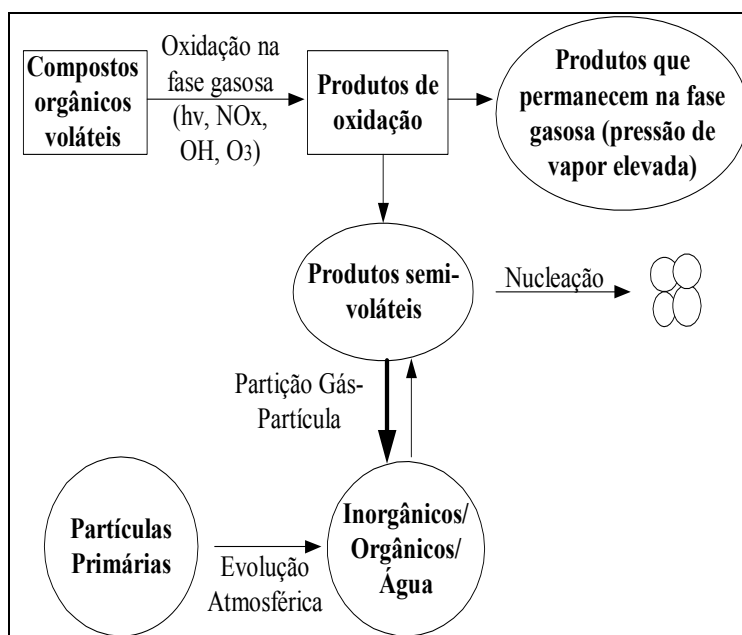 Compostos
orgânicos
voláteis
Oxidação na
fase gasosa
(hv, NOx,
OH, O3)
Produtos de
oxidação
Produtos que
permanecem na fase
gasosa (pressão de
vapor elevada)
Produtos semi-
voláteis
Nucleação
Partição Gás-
Partícula
Partículas
Primárias
Evolução
Atmosférica
Inorgânicos/
Orgânicos/
Água